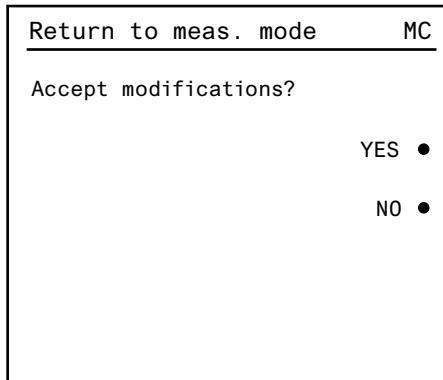 Return to meas. mode MC
Accept modifications?
YES ●
NO ●